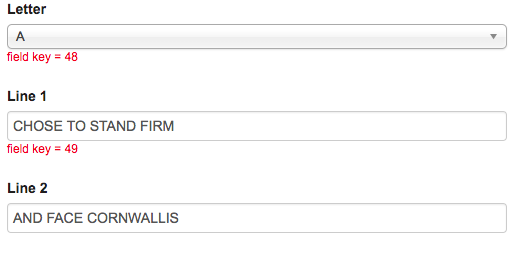 Letter
A
field key = 48
Line 1
CHOSE TO STAND FIRM
field key = 49
Line 2
AND FACE CORNWALLIS